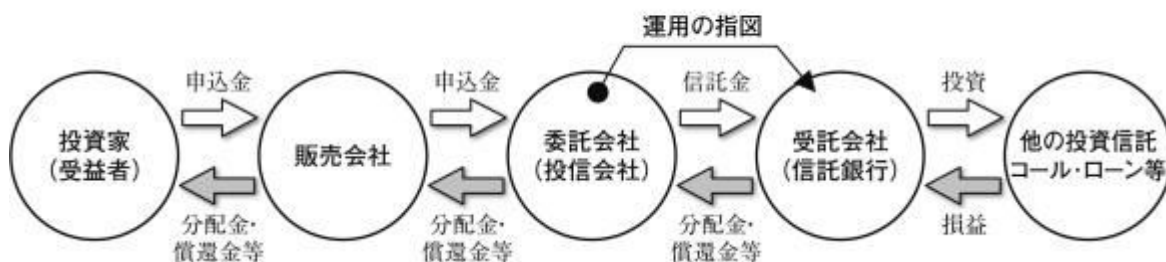 運用の指図
申込金
申込金
信託金
投資
投資家
(受益者)
販売会社
委託会社
(投信会社)
受託会社
(信託銀行)
他の投資信託
コール・ローン等
分配金・
償還金等
分配金・
償還金等
分配金・
償還金等
損益